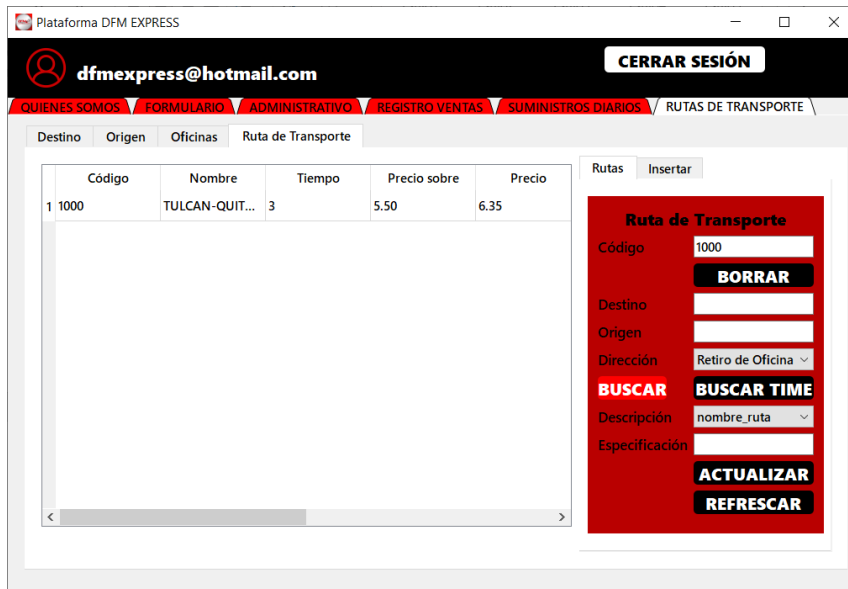 Plataforma DFM EXPRESS
dfmexpress@hotmail.com
CERRAR SESIÓN
QUIENES SOMOS FORMULARIO ADMINISTRATIVO REGISTRO VENTAS SUMINISTROS DIARIOS RUTAS DE TRANSPORTE
Destino Origen Oficinas Ruta de Transporte
Código Nombre Tiempo Precio sobre Precio
1 1000 TULCAN-QUIT... 3 5.50 6.35
Rutas Insertar
Ruta de Transporte
Código 1000
BORRAR
Destino
Origen
Dirección Retiro de Oficina
BUSCAR BUSCAR TIME
Descripción nombre_ruta
Especificación
ACTUALIZAR
REFRESCAR